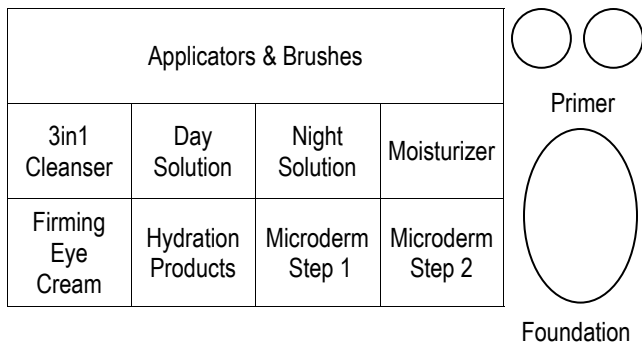 Applicators & Brushes
Primer
3in1
Cleanser
Day
Solution
Night
Solution
Moisturizer
Firming
Eye
Cream
Hydration
Products
Microderm
Step 1
Microderm
Step 2
Foundation